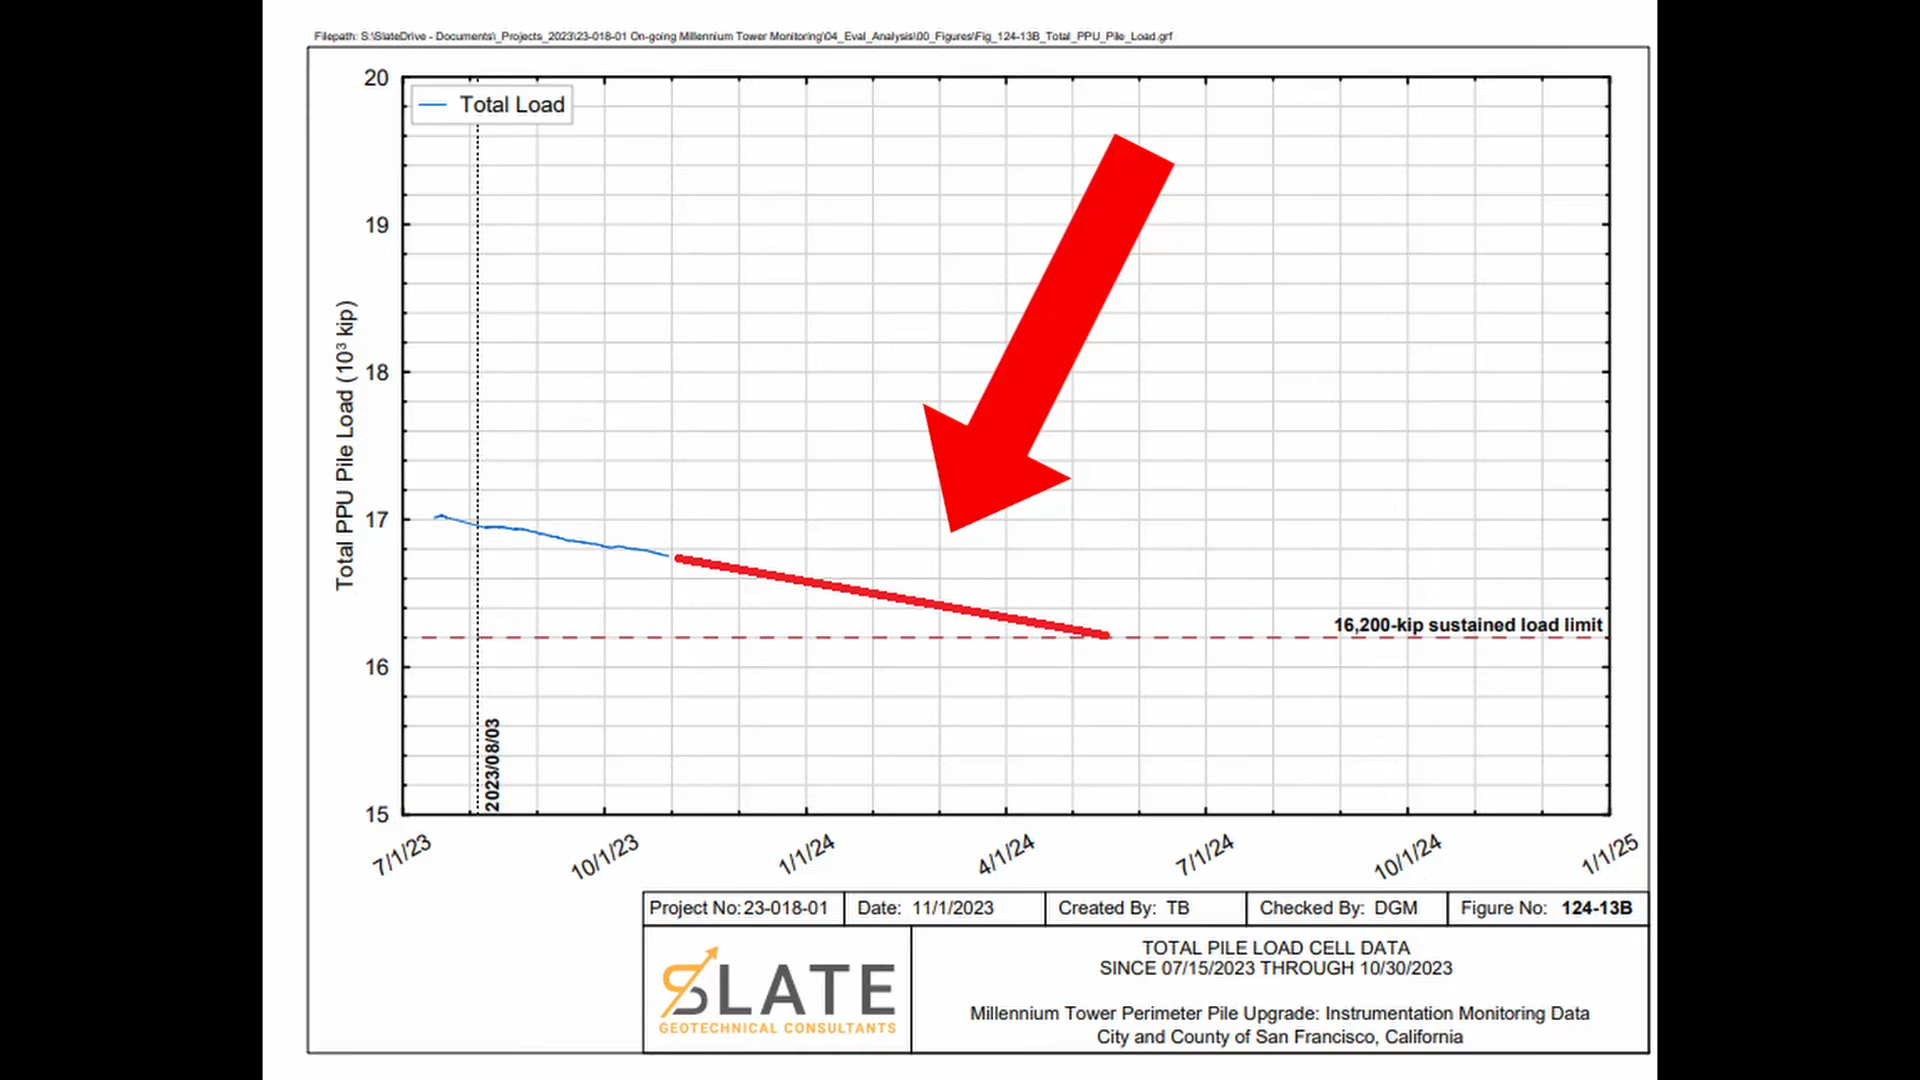 Filepath: S:\SlateDrive - Documents\_Projects_2023\23-018-01 On-going Millennium Tower Monitoring\04_Eval_Analysis\00_Figures\Fig_124-13B_Total_PPU_Pile_Load.grf
20
Total Load
19
18
17
16
15
Total PPU Pile Load (10³ kip)
16,200-kip sustained load limit
2023/08/03
7/1/23
10/1/23
1/1/24
4/1/24
7/1/24
10/1/24
1/1/25
Project No: 23-018-01
Date: 11/1/2023
Created By: TB
Checked By: DGM
Figure No: 124-13B
SLATE
GEOTECHNICAL CONSULTANTS
TOTAL PILE LOAD CELL DATA
SINCE 07/15/2023 THROUGH 10/30/2023
Millennium Tower Perimeter Pile Upgrade: Instrumentation Monitoring Data
City and County of San Francisco, California